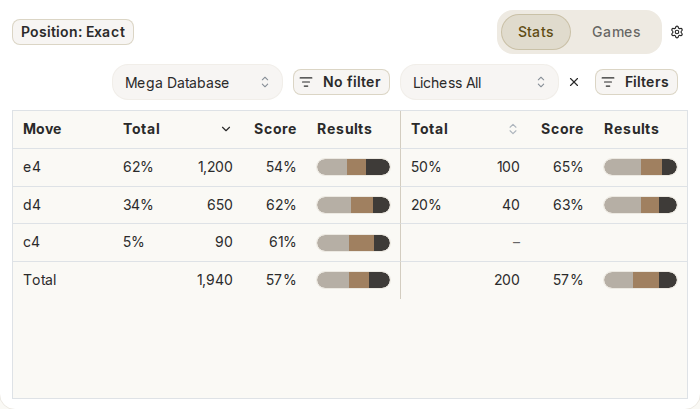 Position: Exact
Stats Games
Mega Database No filter Lichess All × Filters
Move Total Score Results Total Score Results
e4 62% 1,200 54% 50% 100 65%
d4 34% 650 62% 20% 40 63%
c4 5% 90 61% –
Total 1,940 57% 200 57%